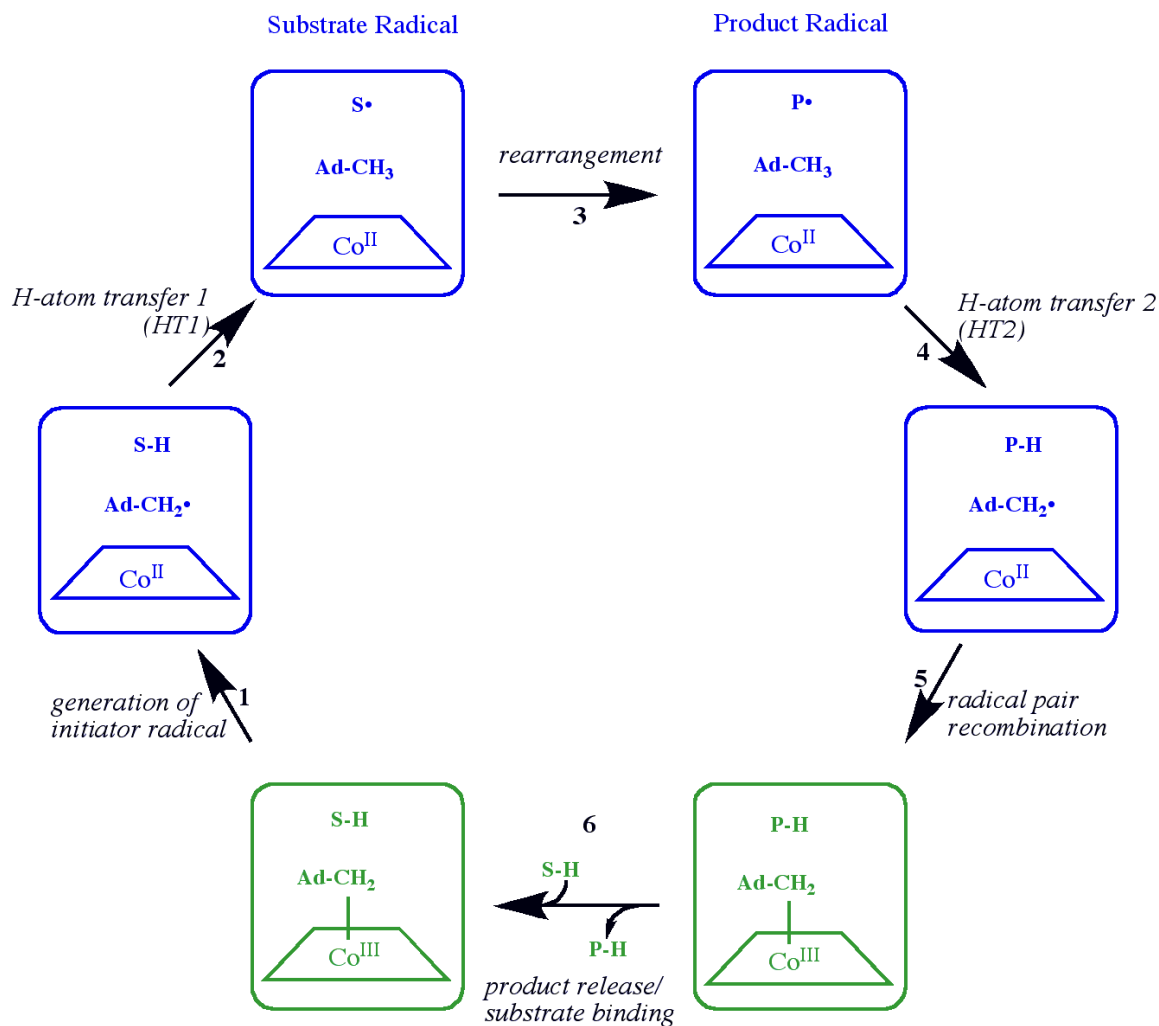 Substrate Radical
Product Radical
S•
Ad-CH₃
Coᴵᴵ
rearrangement
3
P•
Ad-CH₃
Coᴵᴵ
H-atom transfer 1
(HT1)
2
H-atom transfer 2
(HT2)
4
S-H
Ad-CH₂•
Coᴵᴵ
P-H
Ad-CH₂•
Coᴵᴵ
1
generation of
initiator radical
5
radical pair
recombination
S-H
Ad-CH₂
Coᴵᴵᴵ
6
S-H
P-H
product release/
substrate binding
P-H
Ad-CH₂
Coᴵᴵᴵ